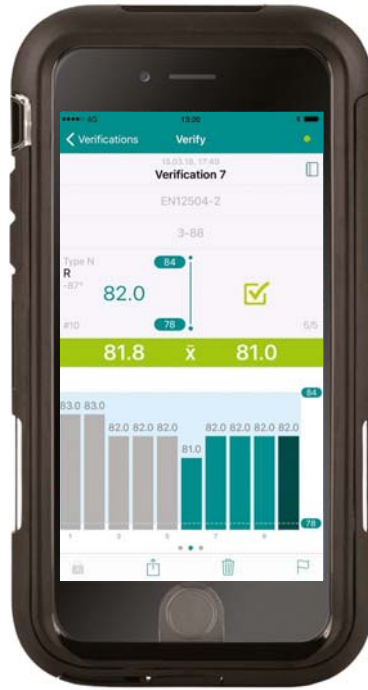 4G 13:26
Verifications Verify
15.03.18, 17:49
Verification 7
EN12504-2
3-88
Type N
R
-87°
84
82.0
78
#10
5/5
81.8 x̄ 81.0
84
83.0 83.0
82.0 82.0 82.0
81.0
82.0 82.0 82.0 82.0
78
1 3 5 7 9